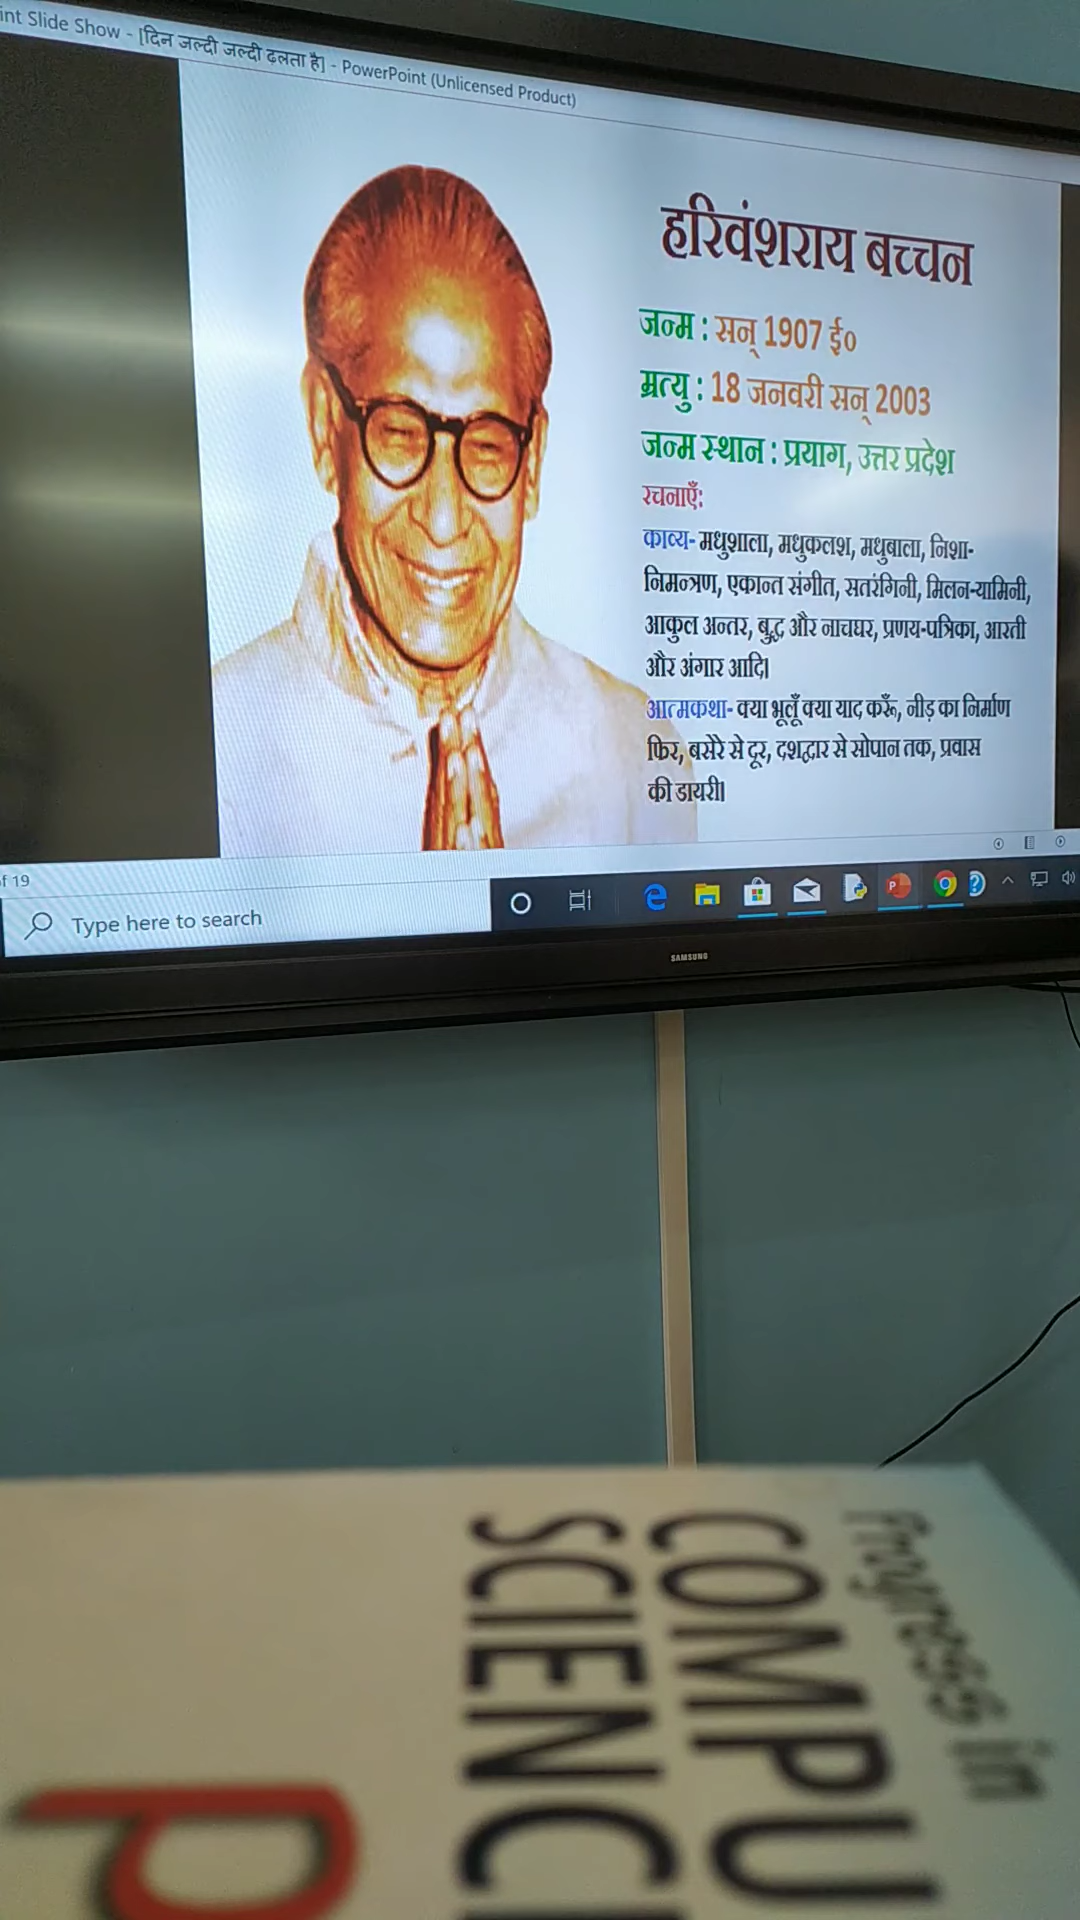 int Slide Show - [दिन जल्दी जल्दी ढलता है] - PowerPoint (Unlicensed Product)
हरिवंशराय बच्चन
जन्म : सन् 1907 ई०
म्रत्यु : 18 जनवरी सन् 2003
जन्म स्थान : प्रयाग, उत्तर प्रदेश
रचनाएँ:
काव्य- मधुशाला, मधुकलश, मधुबाला, निशा-
निमन्त्रण, एकान्त संगीत, सतरंगिनी, मिलन-यामिनी,
आकुल अन्तर, बुद्ध और नाचघर, प्रणय-पत्रिका, आरती
और अंगार आदि।
आत्मकथा- क्या भूलूँ क्या याद करूँ, नीड़ का निर्माण
फिर, बसेरे से दूर, दशद्वार से सोपान तक, प्रवास
की डायरी।
f 19
Type here to search
SAMSUNG
Progress in
COMPU
SCIENC
P